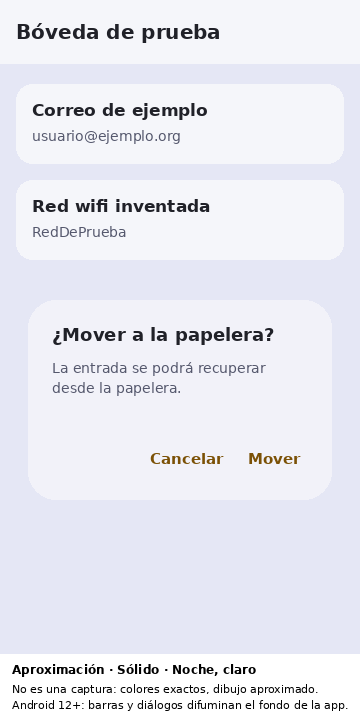 Bóveda de prueba
Correo de ejemplo
usuario@ejemplo.org
Red wifi inventada
RedDePrueba
¿Mover a la papelera?
La entrada se podrá recuperar
desde la papelera.
Cancelar Mover
Aproximación · Sólido · Noche, claro
No es una captura: colores exactos, dibujo aproximado.
Android 12+: barras y diálogos difuminan el fondo de la app.